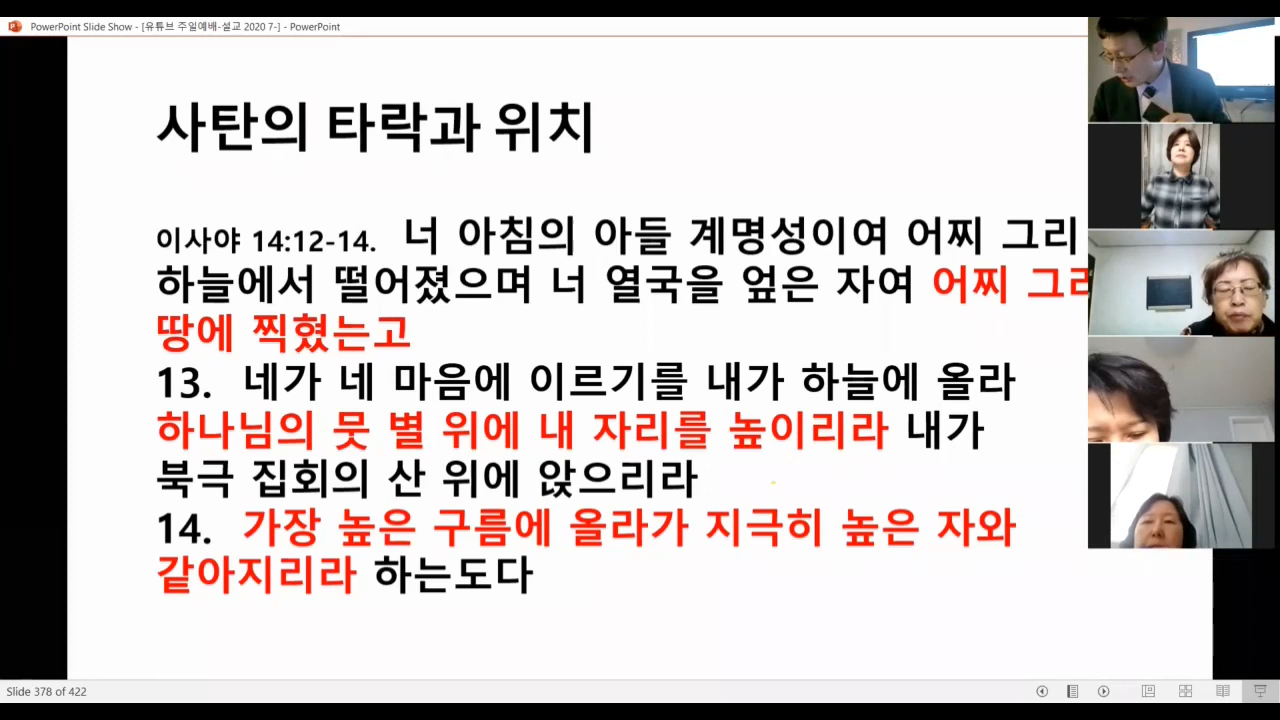 PowerPoint Slide Show - [유튜브 주일예배-설교 2020 7-] - PowerPoint
사탄의 타락과 위치
이사야 14:12-14. 너 아침의 아들 계명성이여 어찌 그리
하늘에서 떨어졌으며 너 열국을 엎은 자여 어찌
땅에 찍혔는고
13. 네가 네 마음에 이르기를 내가 하늘에 올라
하나님의 뭇 별 위에 내 자리를 높이리라 내가
북극 집회의 산 위에 앉으리라
14. 가장 높은 구름에 올라가 지극히 높은 자와
같아지리라 하는도다
Slide 378 of 422